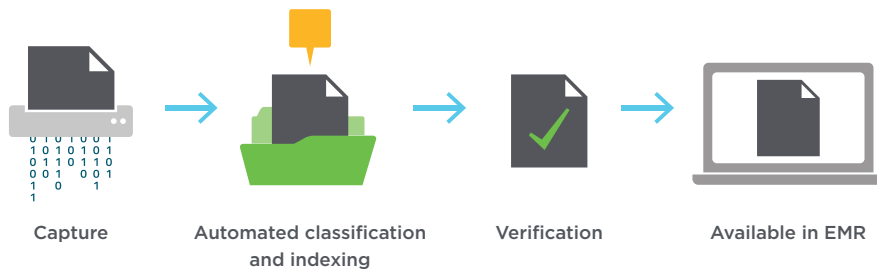 Capture
Automated classification
and indexing
Verification
Available in EMR